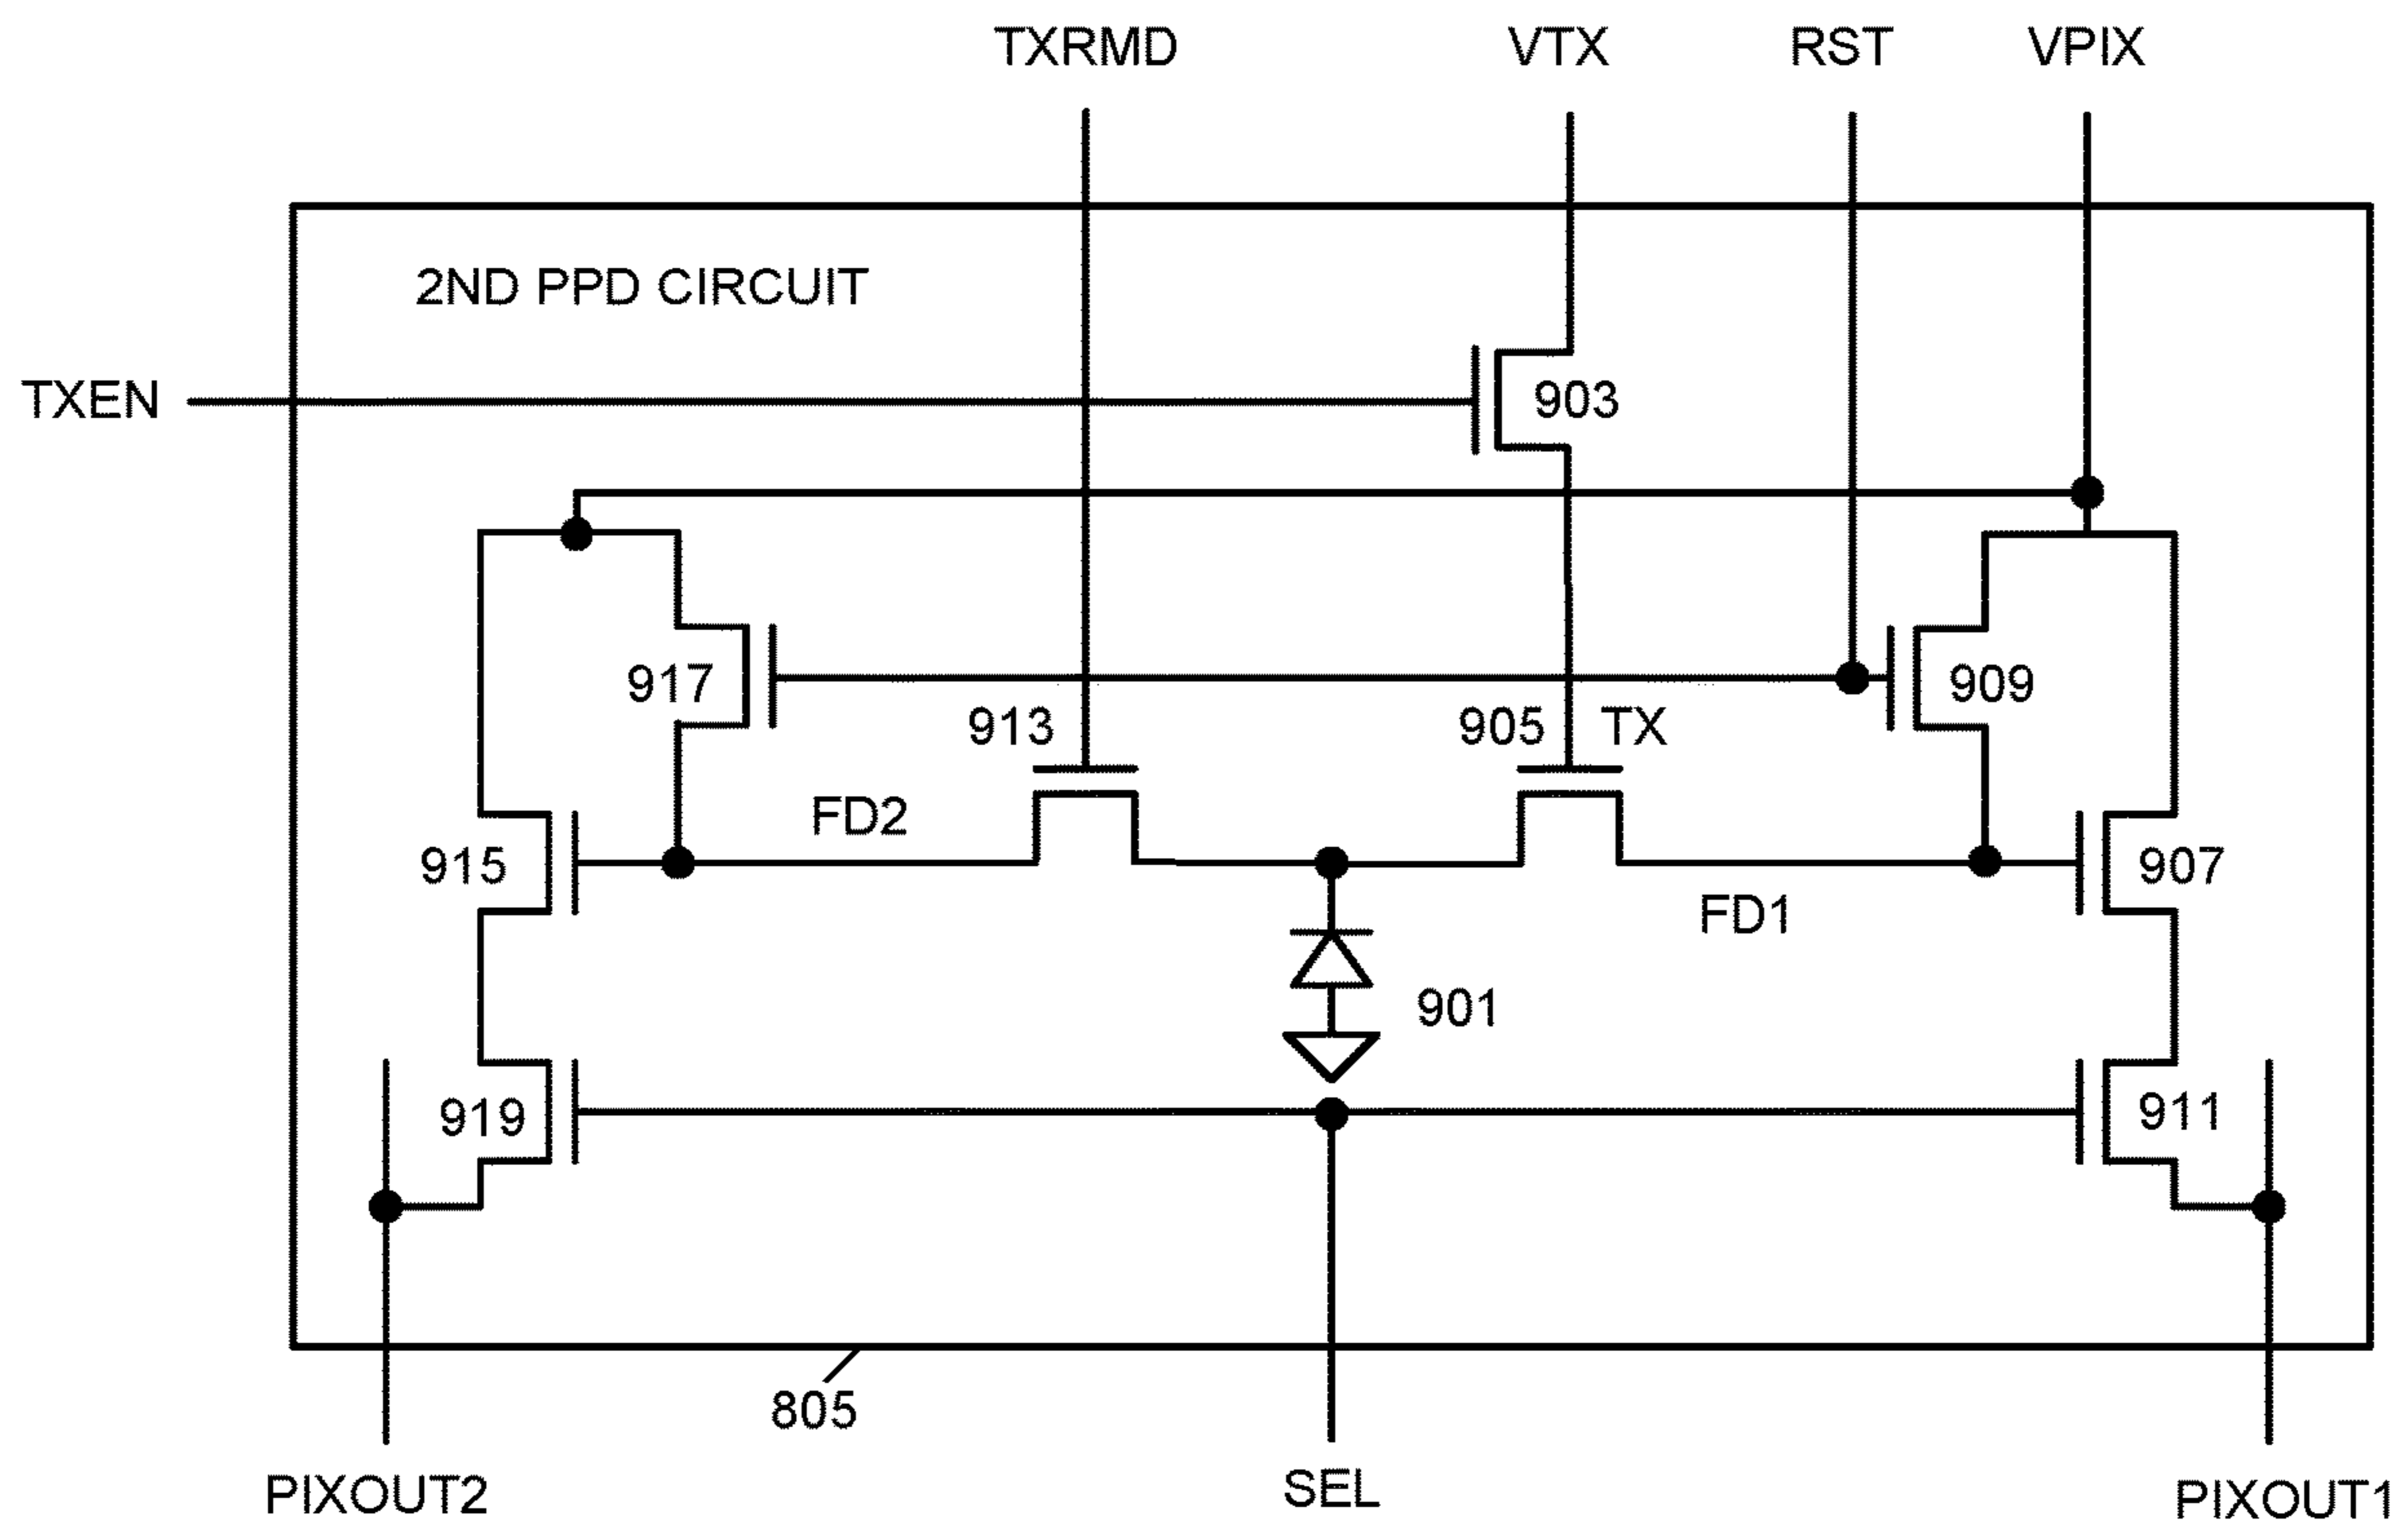 TXRMD
VTX
RST
VPIX
2ND PPD CIRCUIT
TXEN
903
917
913
905
TX
909
FD2
915
907
FD1
901
919
911
805
PIXOUT2
SEL
PIXOUT1